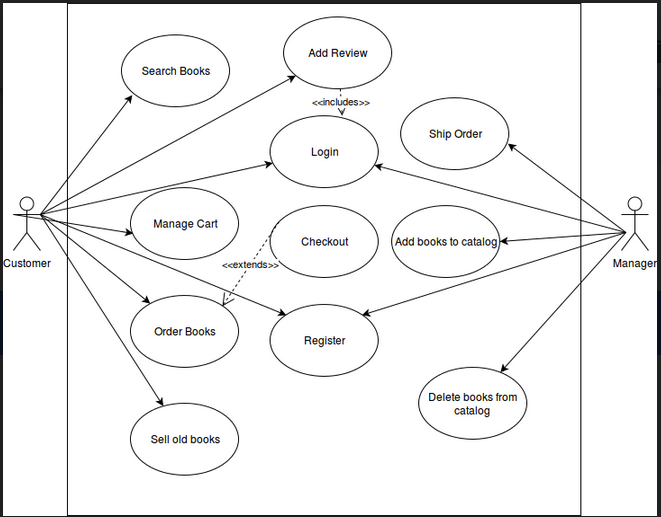 Add Review
Search Books
<<includes>>
Ship Order
Login
Manage Cart
Checkout
Add books to catalog
Customer
Manager
<<extends>>
Order Books
Register
Delete books from
catalog
Sell old books